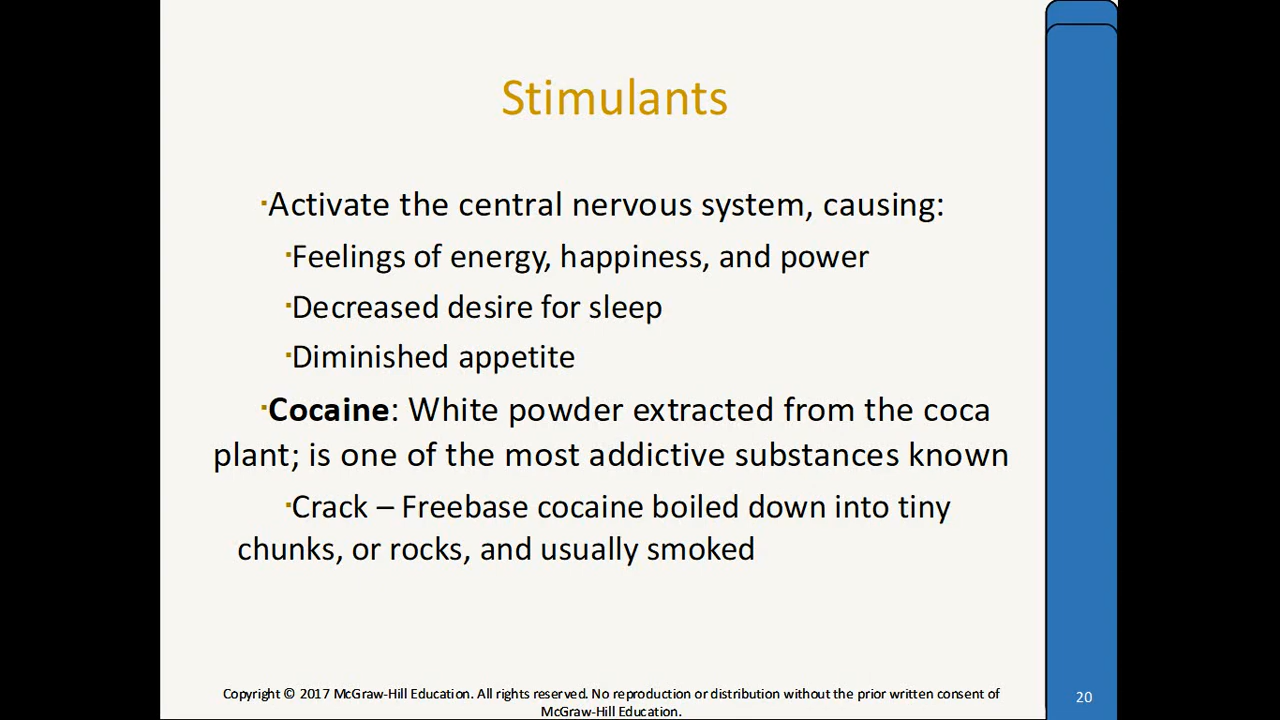 Stimulants
▪Activate the central nervous system, causing:
▪Feelings of energy, happiness, and power
▪Decreased desire for sleep
▪Diminished appetite
▪Cocaine: White powder extracted from the coca
plant; is one of the most addictive substances known
▪Crack – Freebase cocaine boiled down into tiny
chunks, or rocks, and usually smoked
Copyright © 2017 McGraw-Hill Education. All rights reserved. No reproduction or distribution without the prior written consent of
McGraw-Hill Education.
20